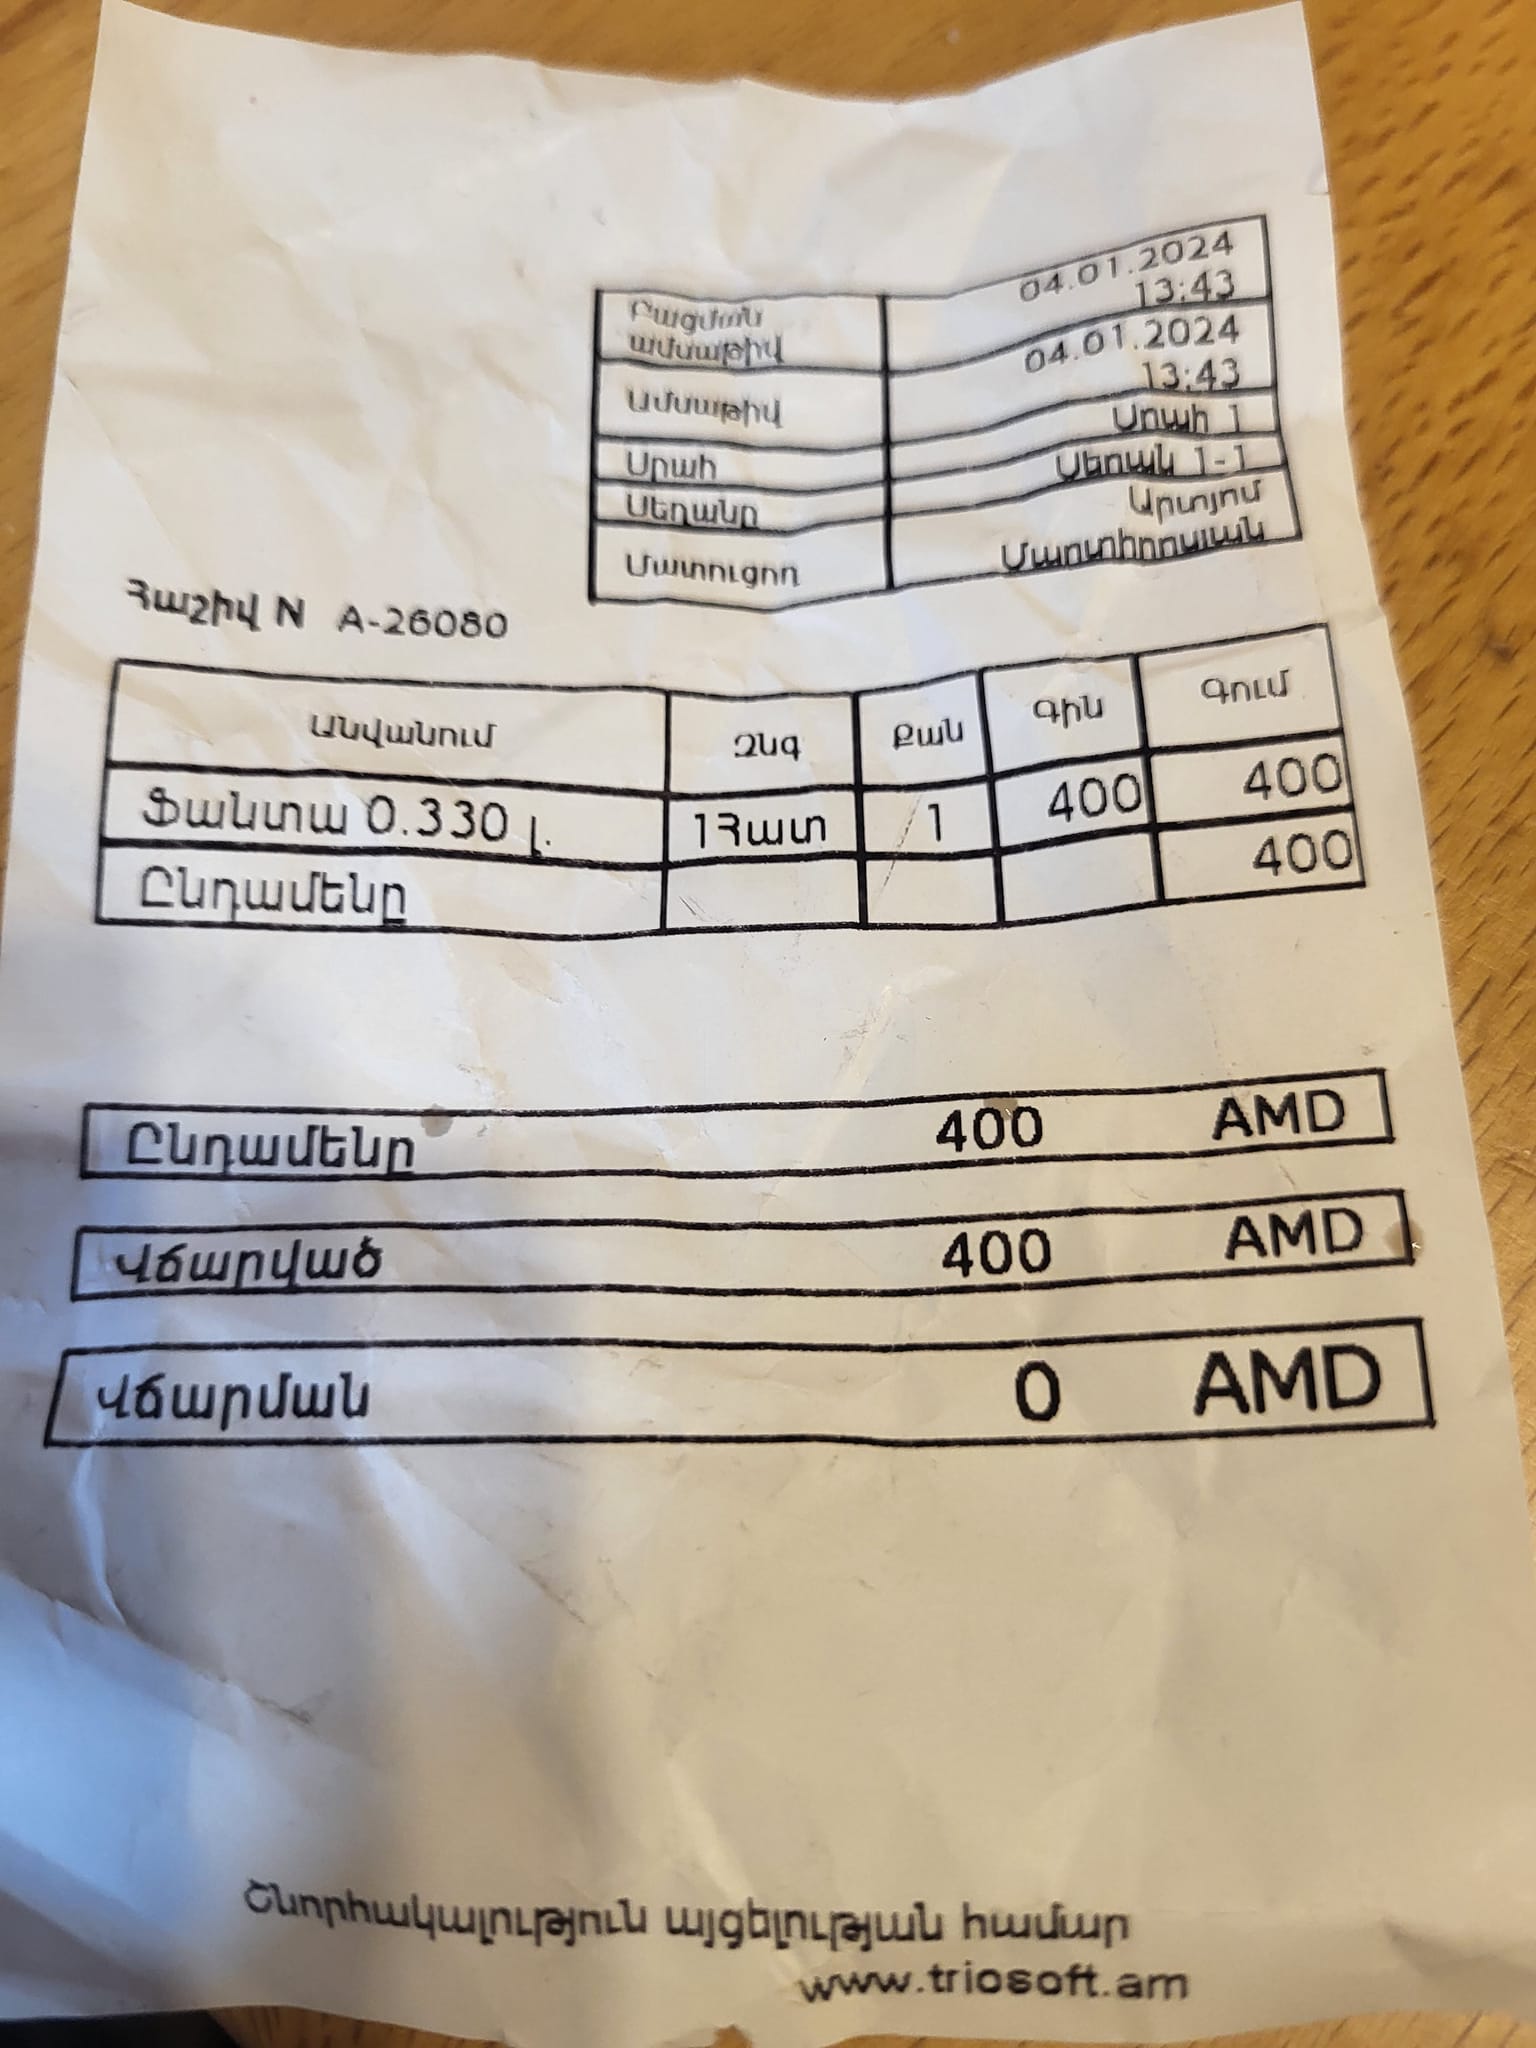 Բացման ամսաթիվ 04.01.2024 13:43
Ամսաթիվ 04.01.2024 13:43
Սրահ Սրահ 1
Սեղանը Սեղան 1-1
Մատուցող Արտյոմ Մարտիրոսյան
Հաշիվ N A-26080
Անվանում Չնգ Քան Գին Գում
Ֆանտա 0.330 լ. 1Հատ 1 400 400
Ընդամենը 400
Ընդամենը 400 AMD
Վճարված 400 AMD
Վճարման 0 AMD
Շնորհակալություն այցելության համար
www.triosoft.am